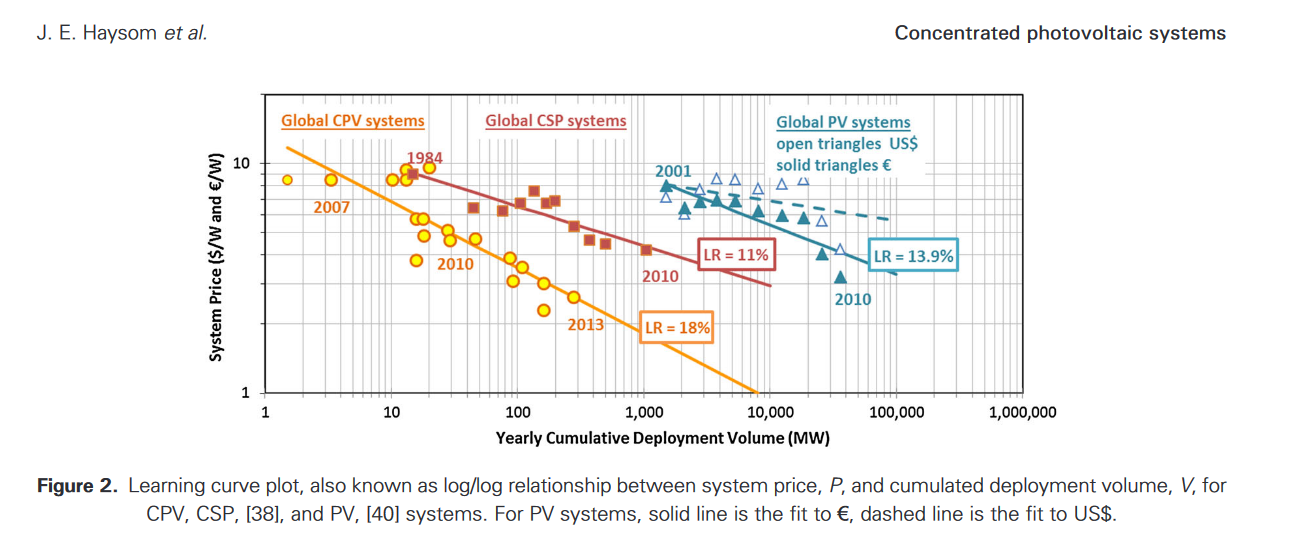 J. E. Haysom et al.
Concentrated photovoltaic systems
Global CPV systems
Global CSP systems
Global PV systems
open triangles US$
solid triangles €
1984
2001
2007
2010
2010
2010
2013
LR = 11%
LR = 13.9%
LR = 18%
System Price ($/W and €/W)
10
1
1
10
100
1,000
10,000
100,000
1,000,000
Yearly Cumulative Deployment Volume (MW)
Figure 2. Learning curve plot, also known as log/log relationship between system price, P, and cumulated deployment volume, V, for
CPV, CSP, [38], and PV, [40] systems. For PV systems, solid line is the fit to €, dashed line is the fit to US$.